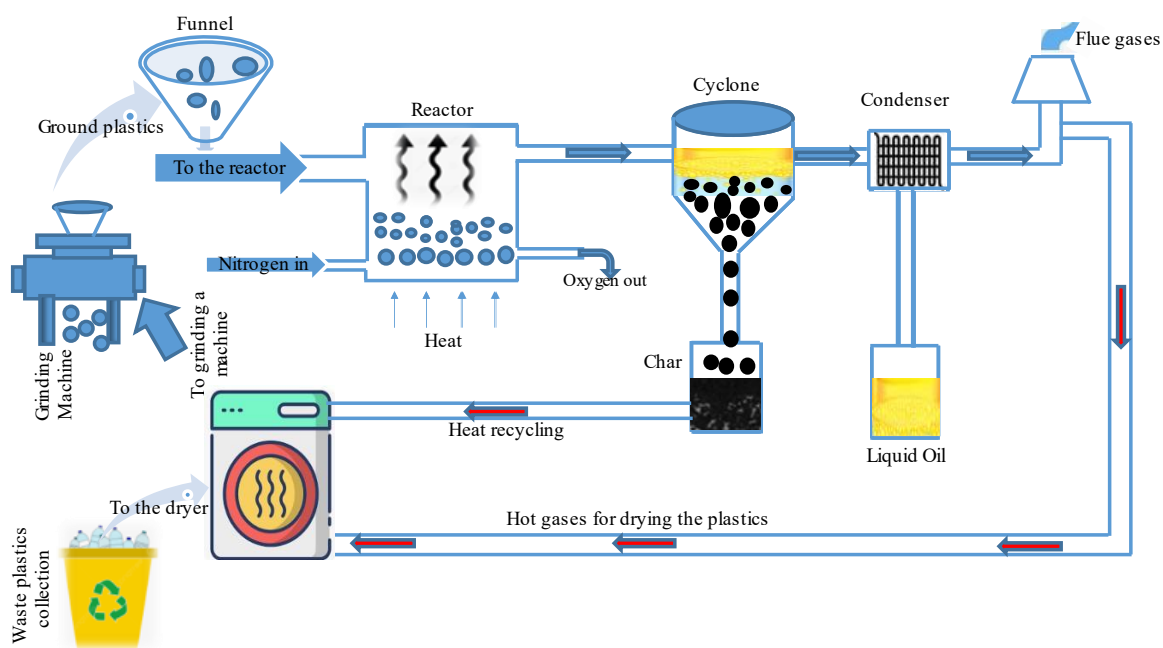 Funnel
Flue gases
Cyclone
Condenser
Reactor
Ground plastics
To the reactor
Nitrogen in
Oxygen out
Heat
To grinding a
machine
Grinding
Machine
Char
Heat recycling
Liquid Oil
To the dryer
Hot gases for drying the plastics
Waste plastics
collection